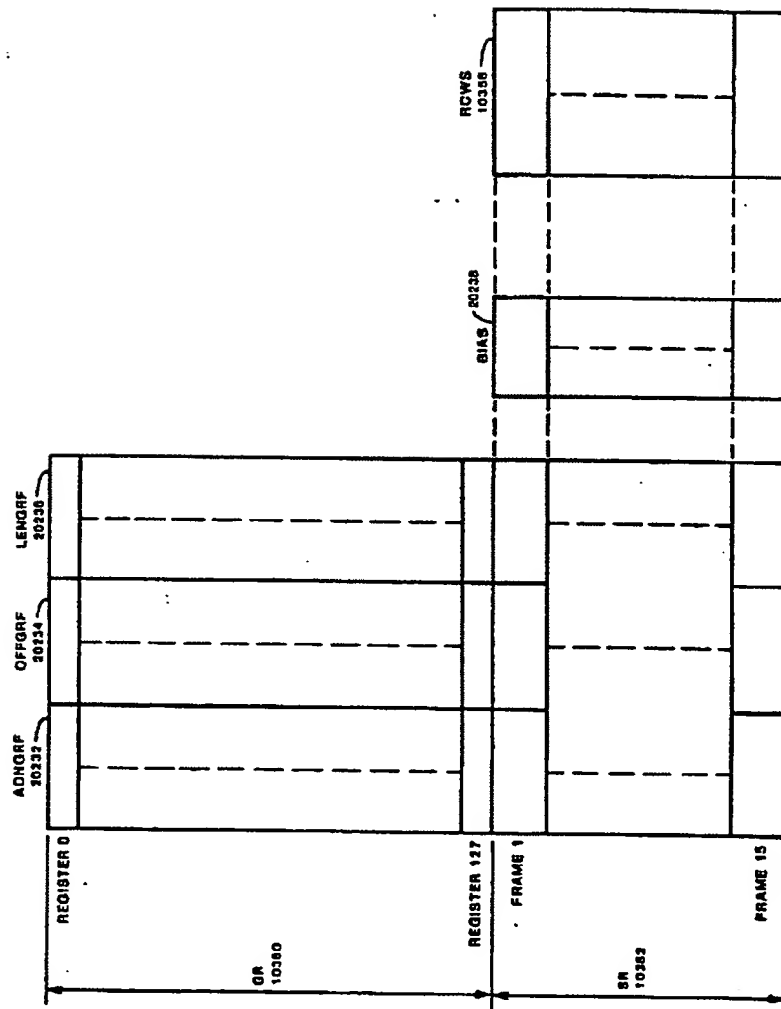 ADNGRF
20232
OFFGRF
20234
LENGRF
20236
REGISTER 0
GR
10360
REGISTER 127
BIAS
20238
RCWS
10358
FRAME 1
SR
10362
FRAME 15